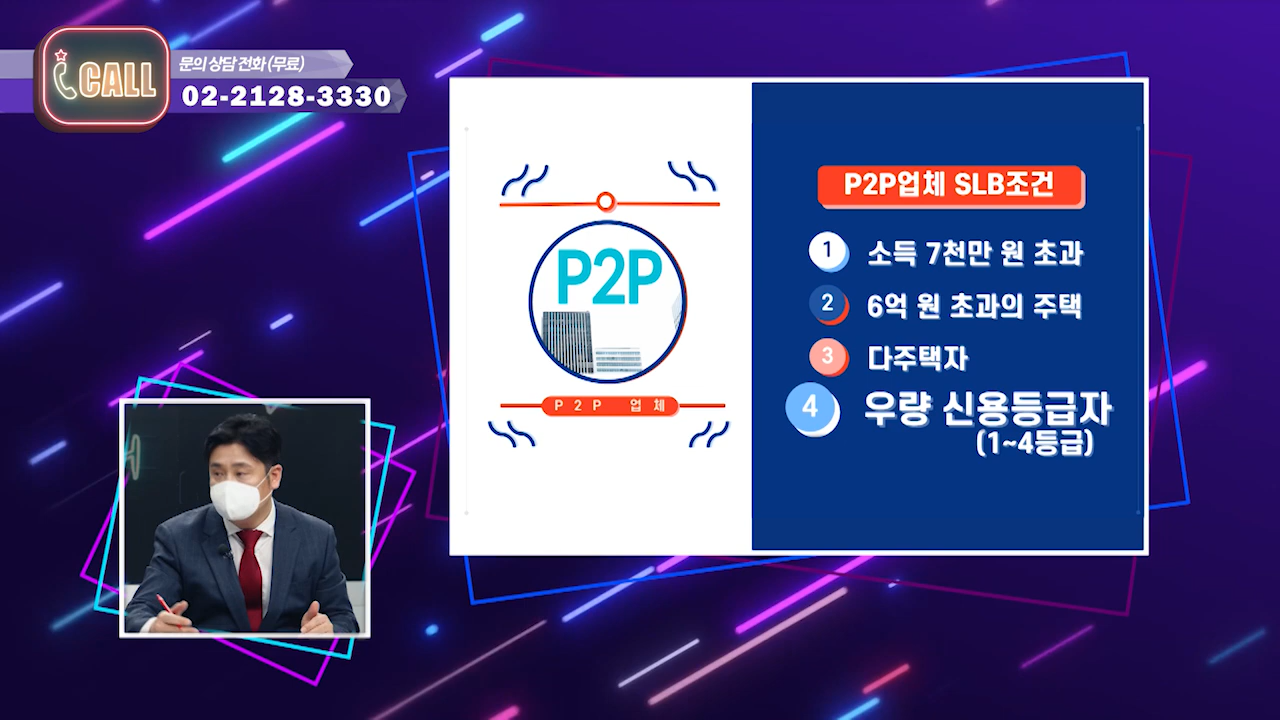 CALL
문의 상담 전화 (무료)
02-2128-3330
P2P
P2P 업체
P2P업체 SLB조건
1 소득 7천만 원 초과
2 6억 원 초과의 주택
3 다주택자
4 우량 신용등급자
(1~4등급)